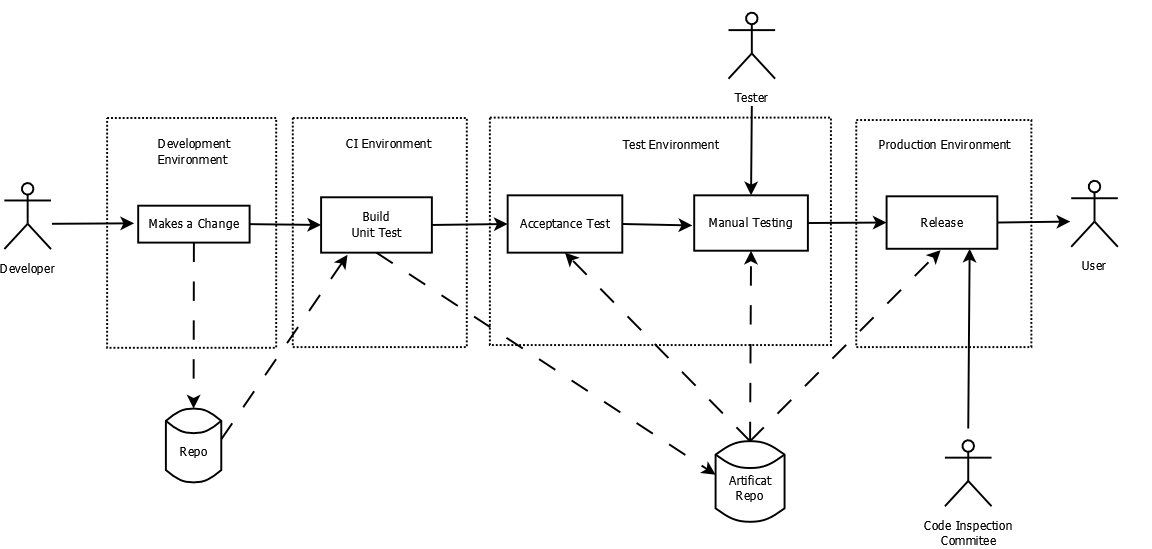 Tester
Development
Environment
CI Environment
Test Environment
Production Environment
Developer
Makes a Change
Build
Unit Test
Acceptance Test
Manual Testing
Release
User
Repo
Artificat
Repo
Code Inspection
Commitee